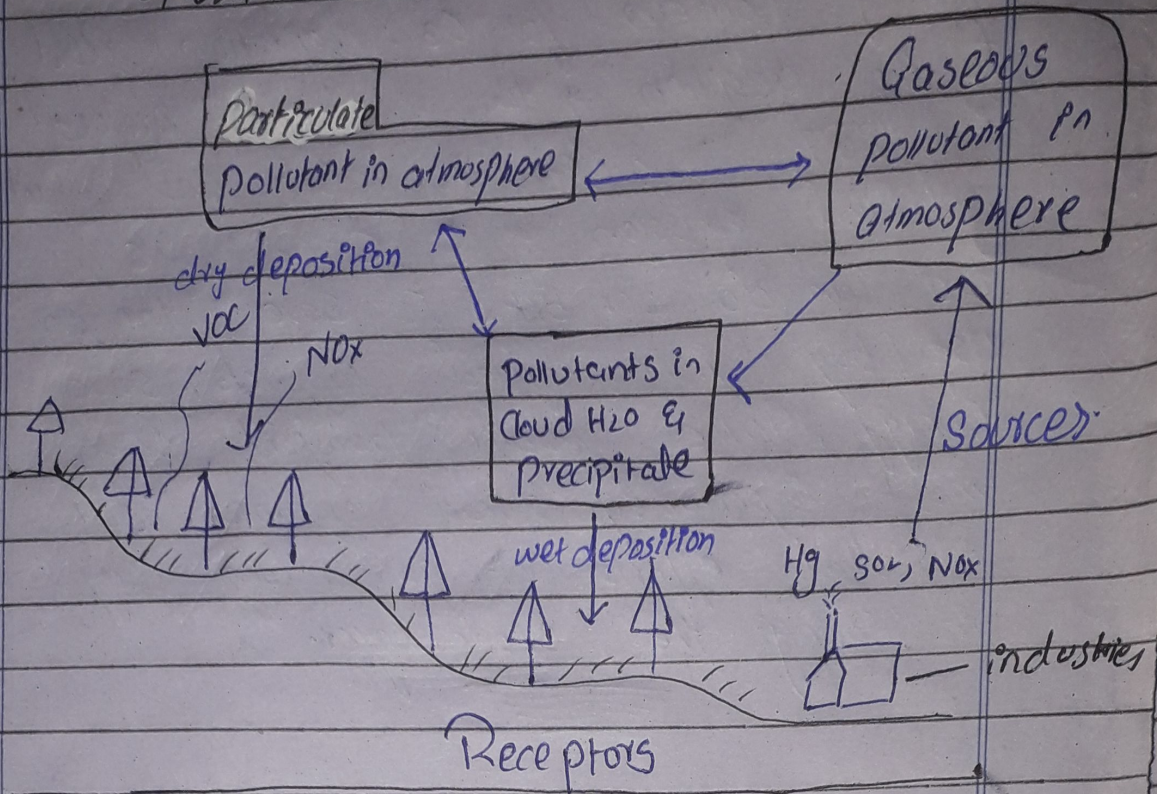 Gaseous
Particulate
pollutant in
pollutant in atmosphere
atmosphere
dry deposition
VOC
NOx
Pollutants in
Cloud H2O &
precipitate
Sources
wet deposition
Hg SO2, NOx
industries
Receptors